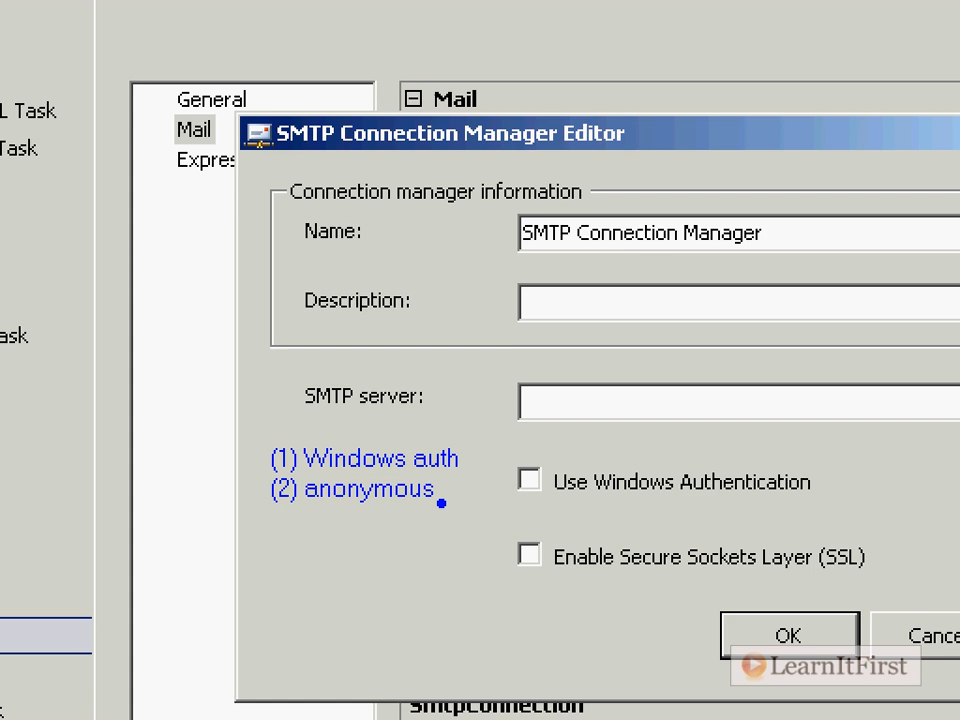 L Task
Task
ask
General
Mail
Expres
Mail
SMTP Connection Manager Editor
Connection manager information
Name:
SMTP Connection Manager
Description:
SMTP server:
(1) Windows auth
(2) anonymous
Use Windows Authentication
Enable Secure Sockets Layer (SSL)
OK
Cance
LearnItFirst
SmtpConnection